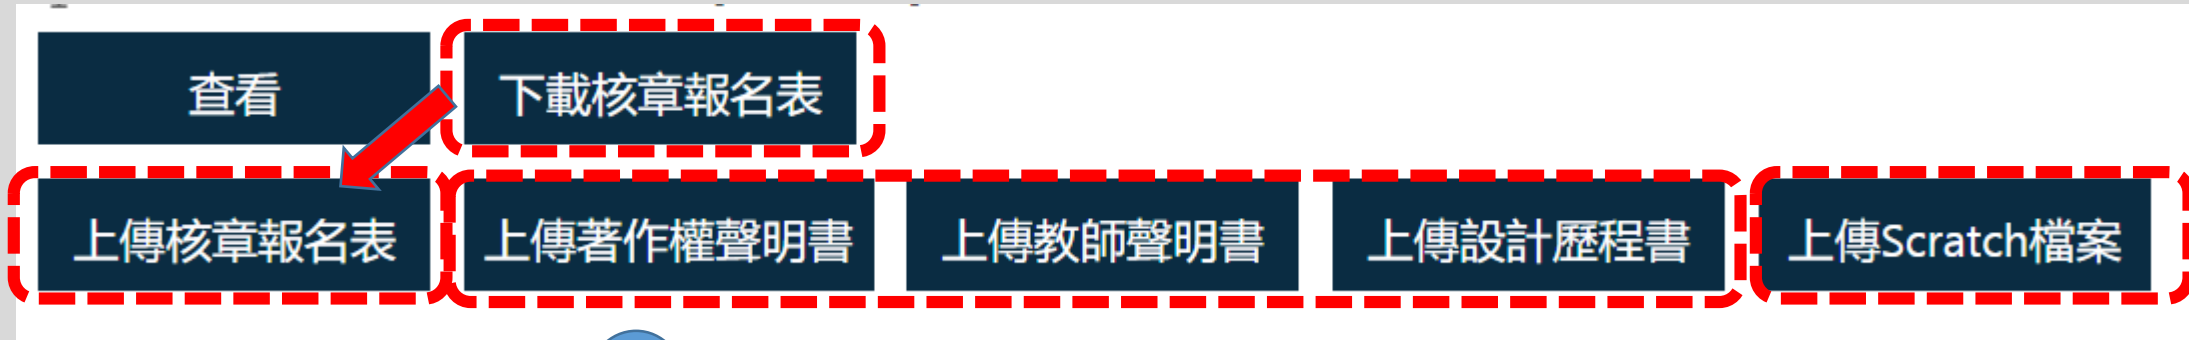 查看 下載核章報名表
上傳核章報名表 上傳著作權聲明書 上傳教師聲明書 上傳設計歷程書 上傳Scratch檔案